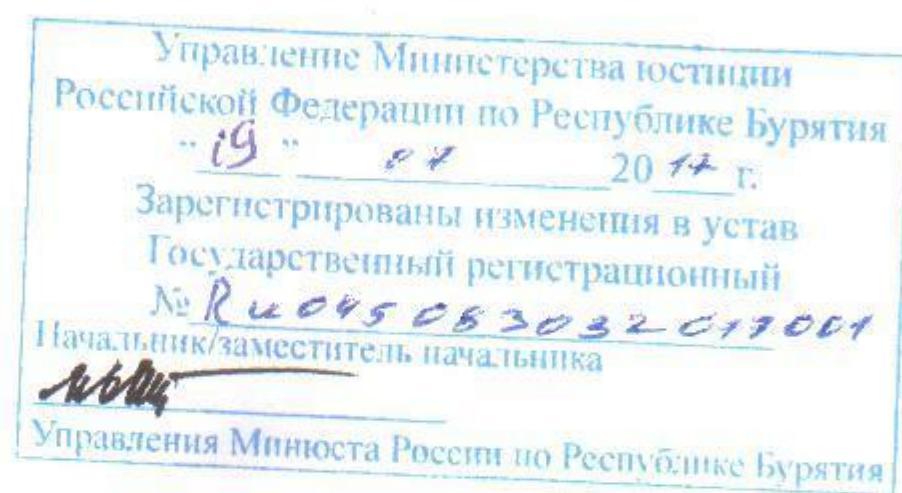 Управление Министерства юстиции
Российской Федерации по Республике Бурятия
"19" 07 2017 г.
Зарегистрированы изменения в устав
Государственный регистрационный
№ Ru045083032017001
Начальник/заместитель начальника
Управления Минюста России по Республике Бурятия